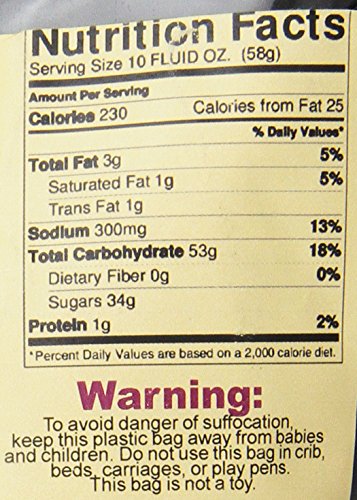 Nutrition Facts
Serving Size 10 FLUID OZ. (58g)
Amount Per Serving
Calories 230 Calories from Fat 25
% Daily Values*
Total Fat 3g 5%
Saturated Fat 1g 5%
Trans Fat 1g
Sodium 300mg 13%
Total Carbohydrate 53g 18%
Dietary Fiber 0g 0%
Sugars 34g
Protein 1g 2%
*Percent Daily Values are based on a 2,000 calorie diet.
Warning:
To avoid danger of suffocation,
keep this plastic bag away from babies
and children. Do not use this bag in crib,
beds, carriages, or play pens.
This bag is not a toy.